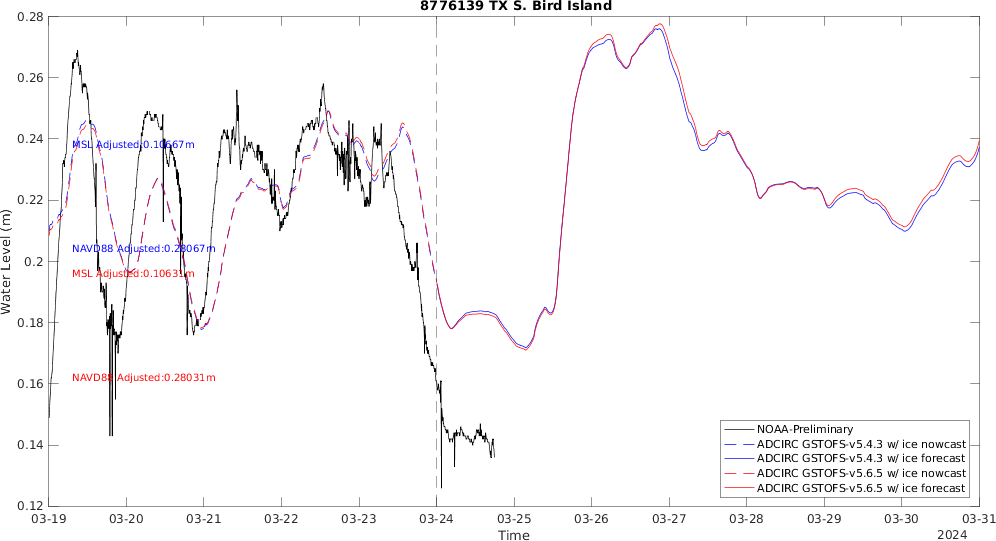 8776139 TX S. Bird Island
Water Level (m)
0.28
0.26
0.24
0.22
0.2
0.18
0.16
0.14
0.12
MSL Adjusted:0.10667m
NAVD88 Adjusted:0.28067m
MSL Adjusted:0.10631m
NAVD88 Adjusted:0.28031m
NOAA-Preliminary
ADCIRC GSTOFS-v5.4.3 w/ ice nowcast
ADCIRC GSTOFS-v5.4.3 w/ ice forecast
ADCIRC GSTOFS-v5.6.5 w/ ice nowcast
ADCIRC GSTOFS-v5.6.5 w/ ice forecast
03-19 03-20 03-21 03-22 03-23 03-24 03-25 03-26 03-27 03-28 03-29 03-30 03-31
Time
2024